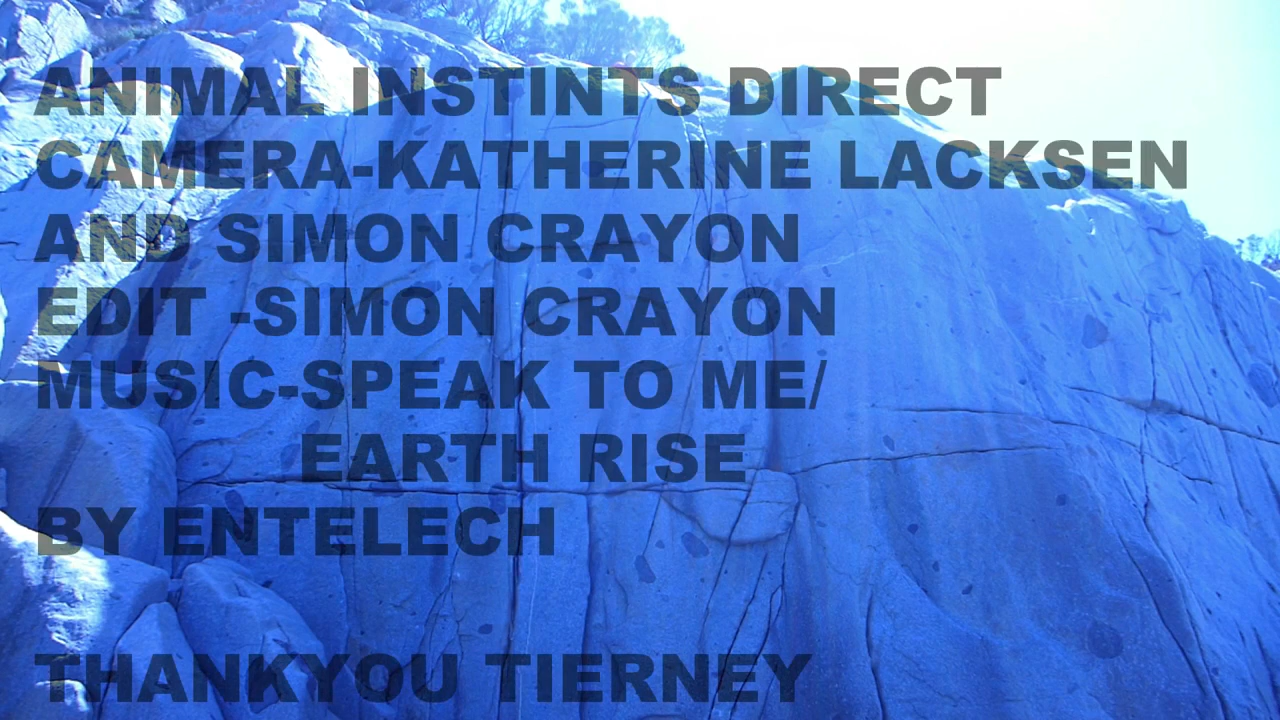 ANIMAL INSTINTS DIRECT
CAMERA-KATHERINE LACKSEN
AND SIMON CRAYON
EDIT -SIMON CRAYON
MUSIC-SPEAK TO ME/
EARTH RISE
BY ENTELECH
THANKYOU TIERNEY